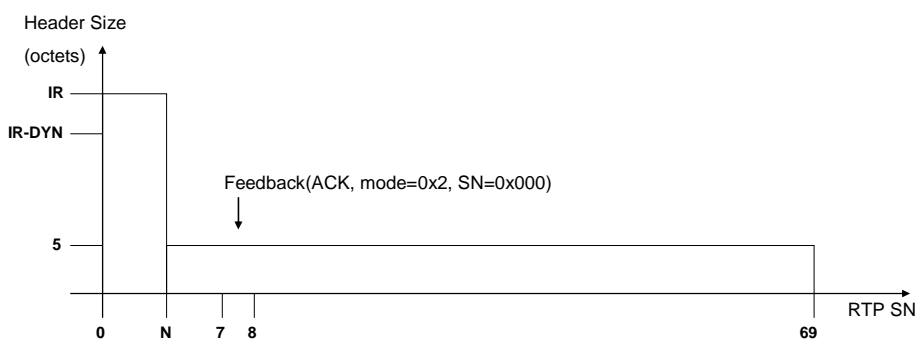 Header Size
(octets)
IR
IR-DYN
Feedback(ACK, mode=0x2, SN=0x000)
5
RTP SN
0 N 7 8 69